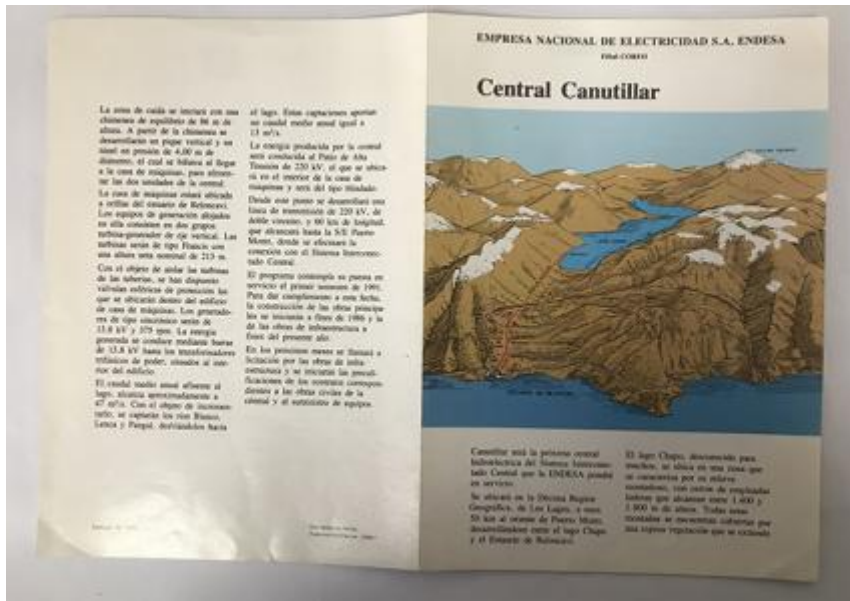 La zona de caída se iniciará con una
chimenea de equilibrio de 86 m de
altura. A partir de la chimenea se
desarrollarán un pique vertical y un
túnel en presión de 4,00 m de
diámetro, el cual se bifurca al llegar
a la casa de máquinas, para alimen-
tar las dos unidades de la central.
La casa de máquinas estará ubicada
a orillas del estuario de Reloncaví.
Los equipos de generación alojados
en ella consisten en dos grupos
turbina-generador de eje vertical. Las
turbinas serán de tipo Francis con
una altura neta nominal de 215 m.
Con el objeto de aislar las turbinas
de las tuberías, se han dispuesto
válvulas esféricas de protección las
que se ubicarán dentro del edificio
de casa de máquinas. Los generado-
res de tipo sincrónico serán de
13.8 kV y 375 rpm. La energía
generada se conduce mediante barras
de 13.8 kV hasta los transformadores
trifásicos de poder, situados al
rior del edificio.
El caudal medio anual afluente al
lago, alcanza aproximadamente a
47 m³/s. Con el objeto de incremen-
tarlo, se captarán los ríos Blanco,
Lenca y Pangal, desviándolos hacia
el lago. Estas captaciones aportan
un caudal medio anual igual a
13 m³/s.
La energía producida por la central
será conducida al Patio de Alta
Tensión de 220 kV, el que se ubica-
rá en el interior de la casa de
máquinas y será del tipo blindado.
Desde este punto se desarrollará una
línea de transmisión de 220 kV, de
doble circuito, y 60 km de longitud,
que alcanzará hasta la S/E Puerto
Montt, donde se efectuará la
conexión con el Sistema Interconec-
tado Central.
El programa contempla su puesta en
servicio el primer semestre de 1991.
Para dar cumplimiento a esta fecha,
la construcción de las obras principa-
les se iniciaría a fines de 1986 y la
de las obras de infraestructura a
fines del presente año.
En los próximos meses se llamará a
licitación por las obras de infra-
estructura y se iniciarán las precali-
ficaciones de los contratos correspon-
dientes a las obras civiles de la
central y al suministro de equipos.
EMPRESA NACIONAL DE ELECTRICIDAD S.A. ENDESA
Filial CORFO
Central Canutillar
Canutillar será la próxima central
hidroeléctrica del Sistema Interconec-
tado Central que la ENDESA pondrá
en servicio.
Se ubicará en la Décima Región
Geográfica, de Los Lagos, a unos
50 km al oriente de Puerto Montt,
desarrollándose entre el lago Chapo
y el Estuario de Reloncaví.
El lago Chapo, desconocido para
muchos, se ubica en una zona que
se caracteriza por su relieve
montañoso, con cerros de empinadas
laderas que alcanzan entre 1.400 y
1.800 m de altura. Todas estas
montañas se encuentran cubiertas por
una espesa vegetación que se extiende